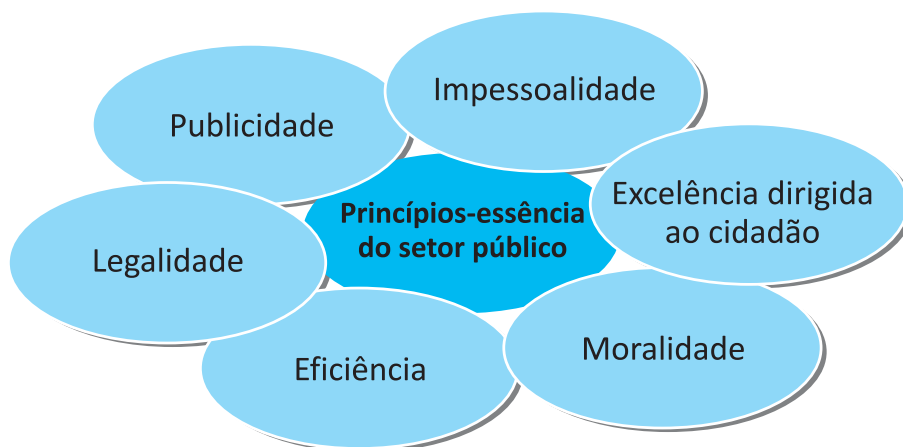 Impessoalidade
Publicidade
Excelência dirigida
ao cidadão
Princípios-essência
do setor público
Legalidade
Moralidade
Eficiência